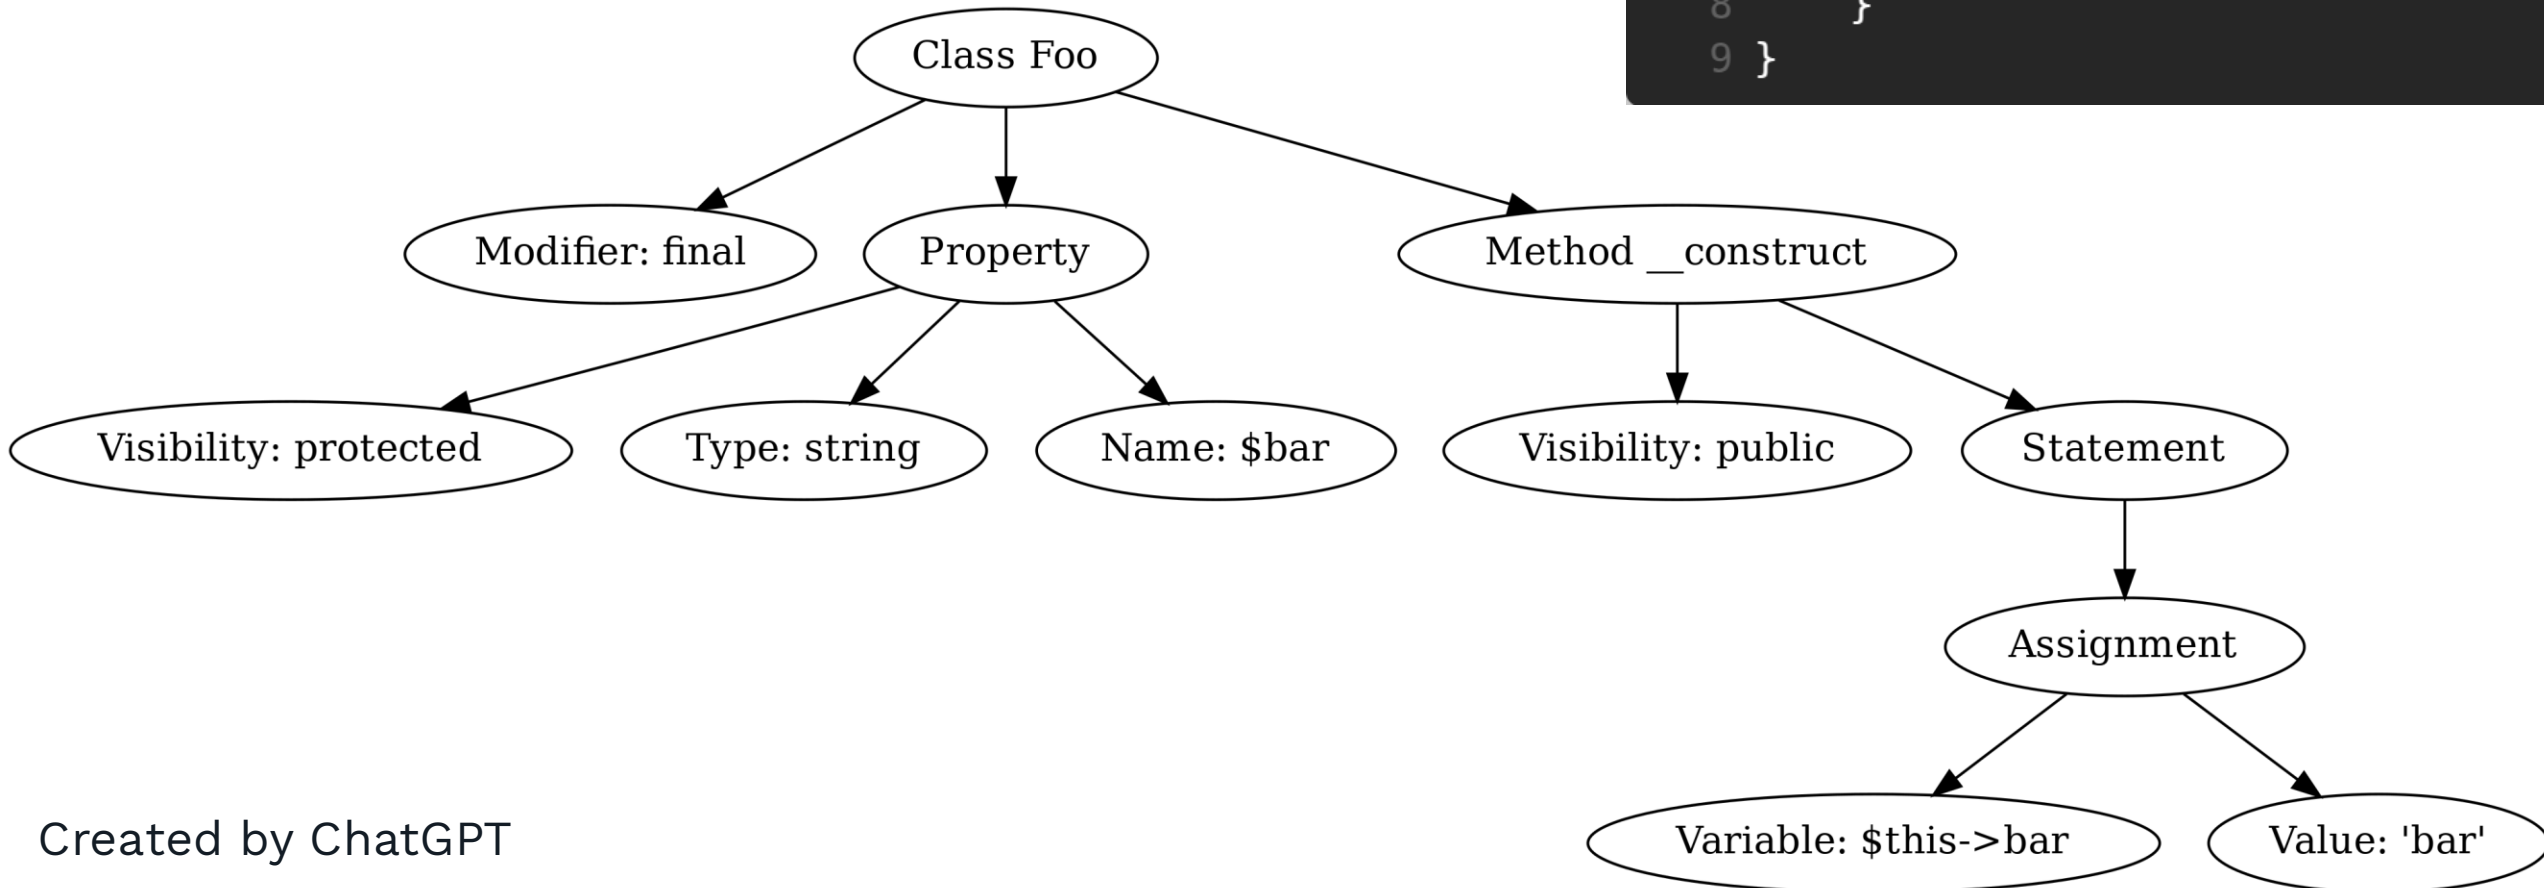 8 }
9 }
Class Foo
Modifier: final
Property
Method __construct
Visibility: protected
Type: string
Name: $bar
Visibility: public
Statement
Assignment
Variable: $this->bar
Value: 'bar'
Created by ChatGPT